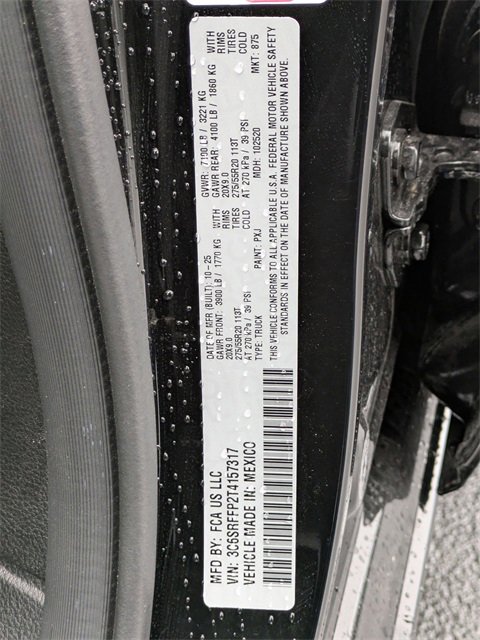 MFD BY: FCA US LLC
VIN: 3C6SRFFP2T4157317
VEHICLE MADE IN: MEXICO
DATE OF MFR (BUILT): 10-25
GVWR: 7100 LB / 3221 KG
GAWR FRONT: 3900 LB / 1770 KG WITH
20X9.0 RIMS
275/55R20 113T TIRES
AT 270 kPa / 39 PSI COLD
GAWR REAR: 4100 LB / 1860 KG WITH
20X9.0 RIMS
275/55R20 113T TIRES
AT 270 kPa / 39 PSI COLD
TYPE: TRUCK PAINT: PXJ MDH: 102520 MKT: 875
THIS VEHICLE CONFORMS TO ALL APPLICABLE U.S.A. FEDERAL MOTOR VEHICLE SAFETY
STANDARDS IN EFFECT ON THE DATE OF MANUFACTURE SHOWN ABOVE.